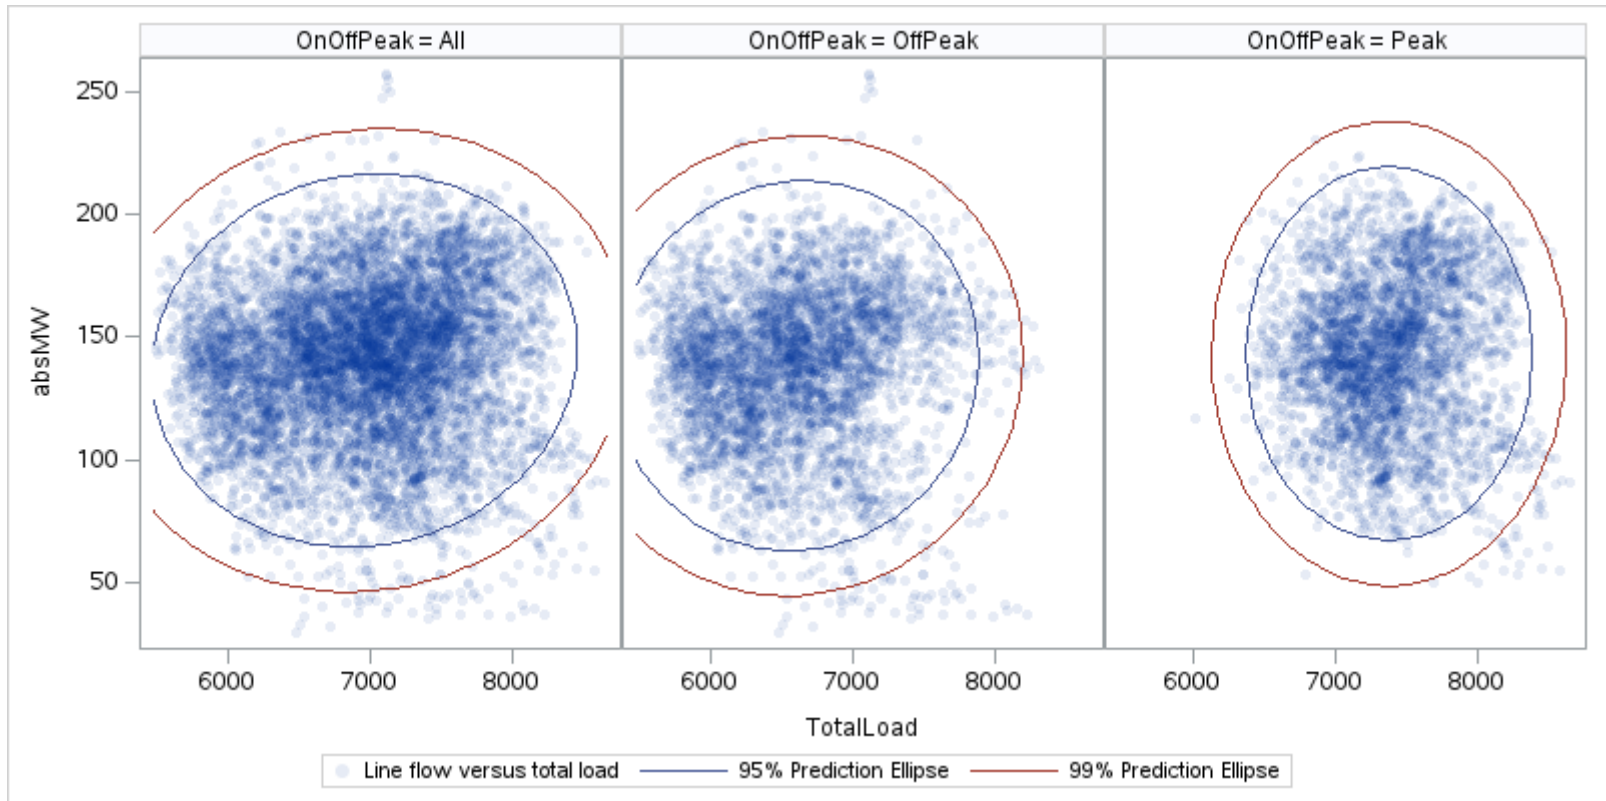 OnOffPeak = All
OnOffPeak = OffPeak
OnOffPeak = Peak
absMW
250
200
150
100
50
6000 7000 8000
6000 7000 8000
6000 7000 8000
TotalLoad
Line flow versus total load
95% Prediction Ellipse
99% Prediction Ellipse